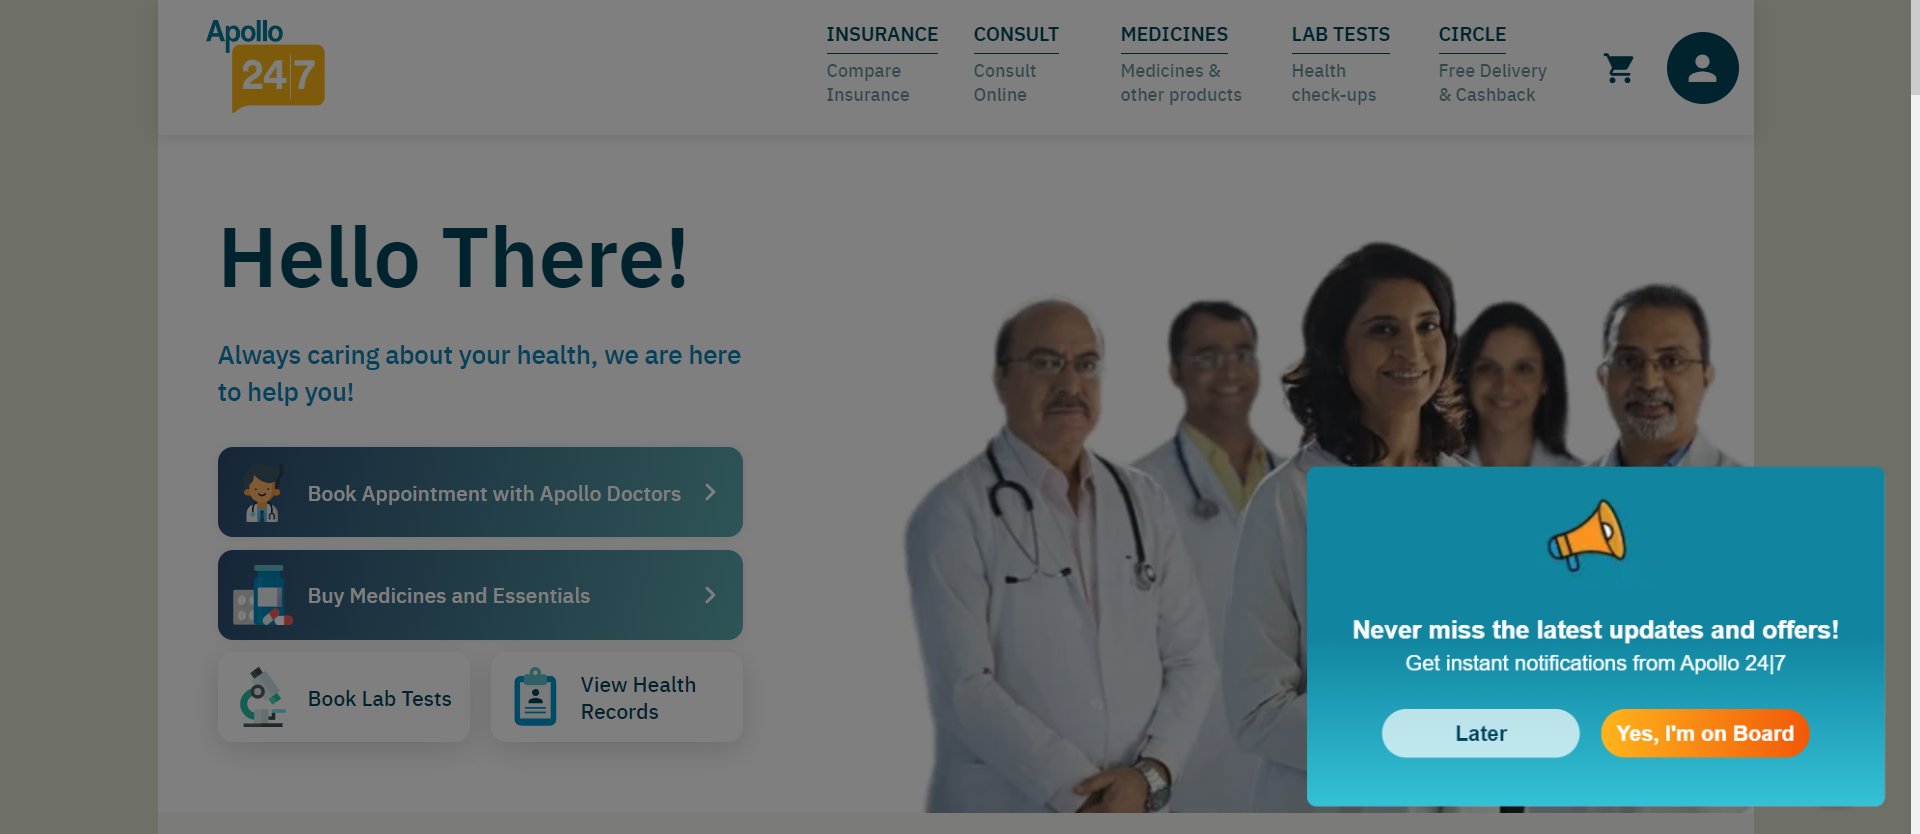 Apollo
24|7
INSURANCE
Compare
Insurance
CONSULT
Consult
Online
MEDICINES
Medicines &
other products
LAB TESTS
Health
check-ups
CIRCLE
Free Delivery
& Cashback
Hello There!
Always caring about your health, we are here
to help you!
Book Appointment with Apollo Doctors
Buy Medicines and Essentials
Book Lab Tests
View Health
Records
Never miss the latest updates and offers!
Get instant notifications from Apollo 24|7
Later
Yes, I'm on Board